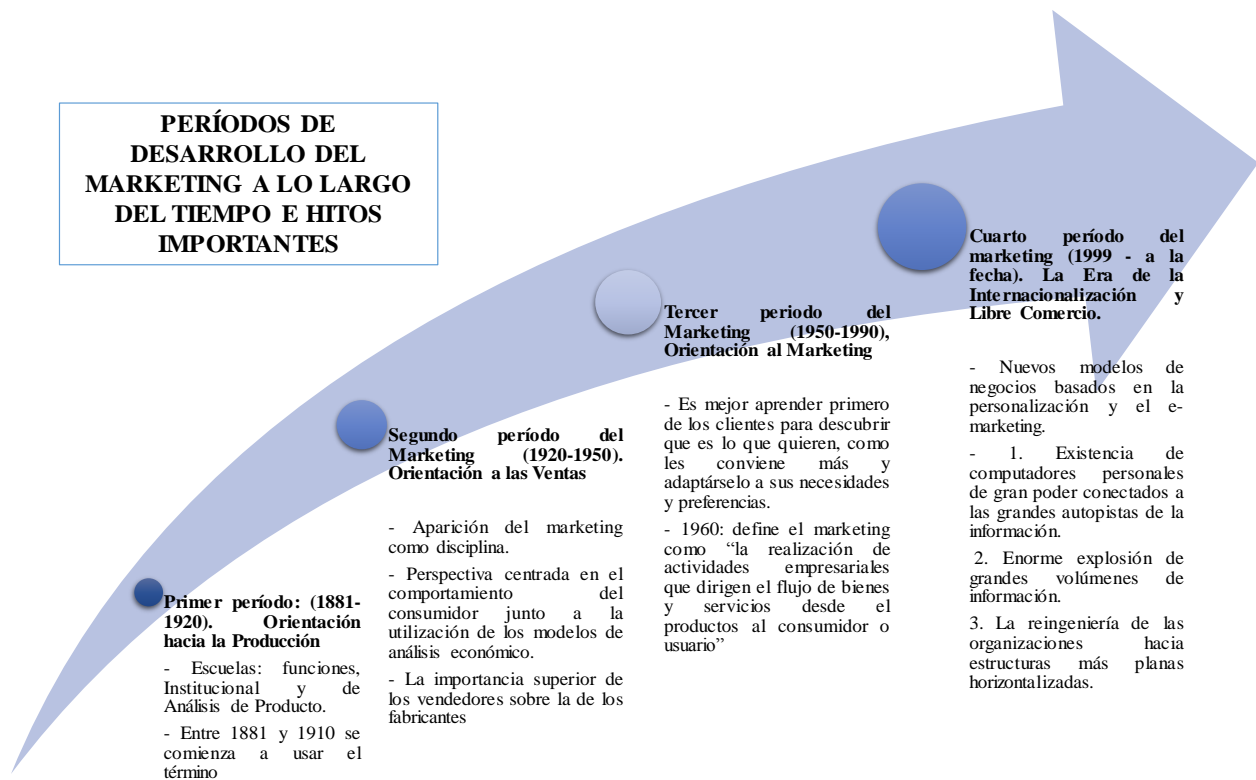 PERÍODOS DE
DESARROLLO DEL
MARKETING A LO LARGO
DEL TIEMPO E HITOS
IMPORTANTES
Primer período: (1881-
1920). Orientación
hacia la Producción
- Escuelas: funciones,
Institucional y de
Análisis de Producto.
- Entre 1881 y 1910 se
comienza a usar el
término
Segundo período del
Marketing (1920-1950).
Orientación a las Ventas
- Aparición del marketing
como disciplina.
- Perspectiva centrada en el
comportamiento del
consumidor junto a la
utilización de los modelos de
análisis económico.
- La importancia superior de
los vendedores sobre la de los
fabricantes
Tercer periodo del
Marketing (1950-1990),
Orientación al Marketing
- Es mejor aprender primero
de los clientes para descubrir
que es lo que quieren, como
les conviene más y
adaptárselo a sus necesidades
y preferencias.
- 1960: define el marketing
como “la realización de
actividades empresariales
que dirigen el flujo de bienes
y servicios desde el
productos al consumidor o
usuario”
Cuarto período del
marketing (1999 - a la
fecha). La Era de la
Internacionalización y
Libre Comercio.
- Nuevos modelos de
negocios basados en la
personalización y el e-
marketing.
- 1. Existencia de
computadores personales
de gran poder conectados a
las grandes autopistas de la
información.
2. Enorme explosión de
grandes volúmenes de
información.
3. La reingeniería de las
organizaciones hacia
estructuras más planas
horizontalizadas.